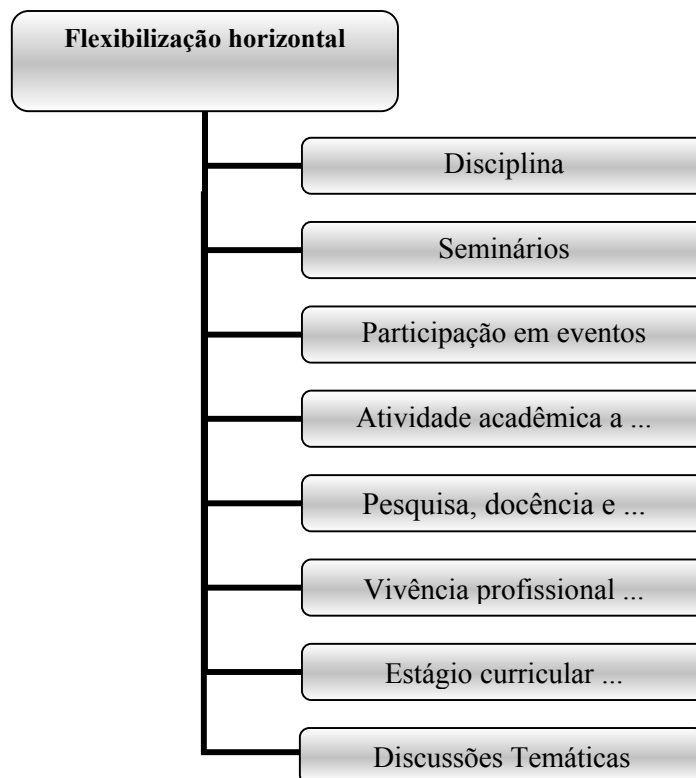 Flexibilização horizontal
Disciplina
Seminários
Participação em eventos
Atividade acadêmica a ...
Pesquisa, docência e ...
Vivência profissional ...
Estágio curricular ...
Discussões Temáticas